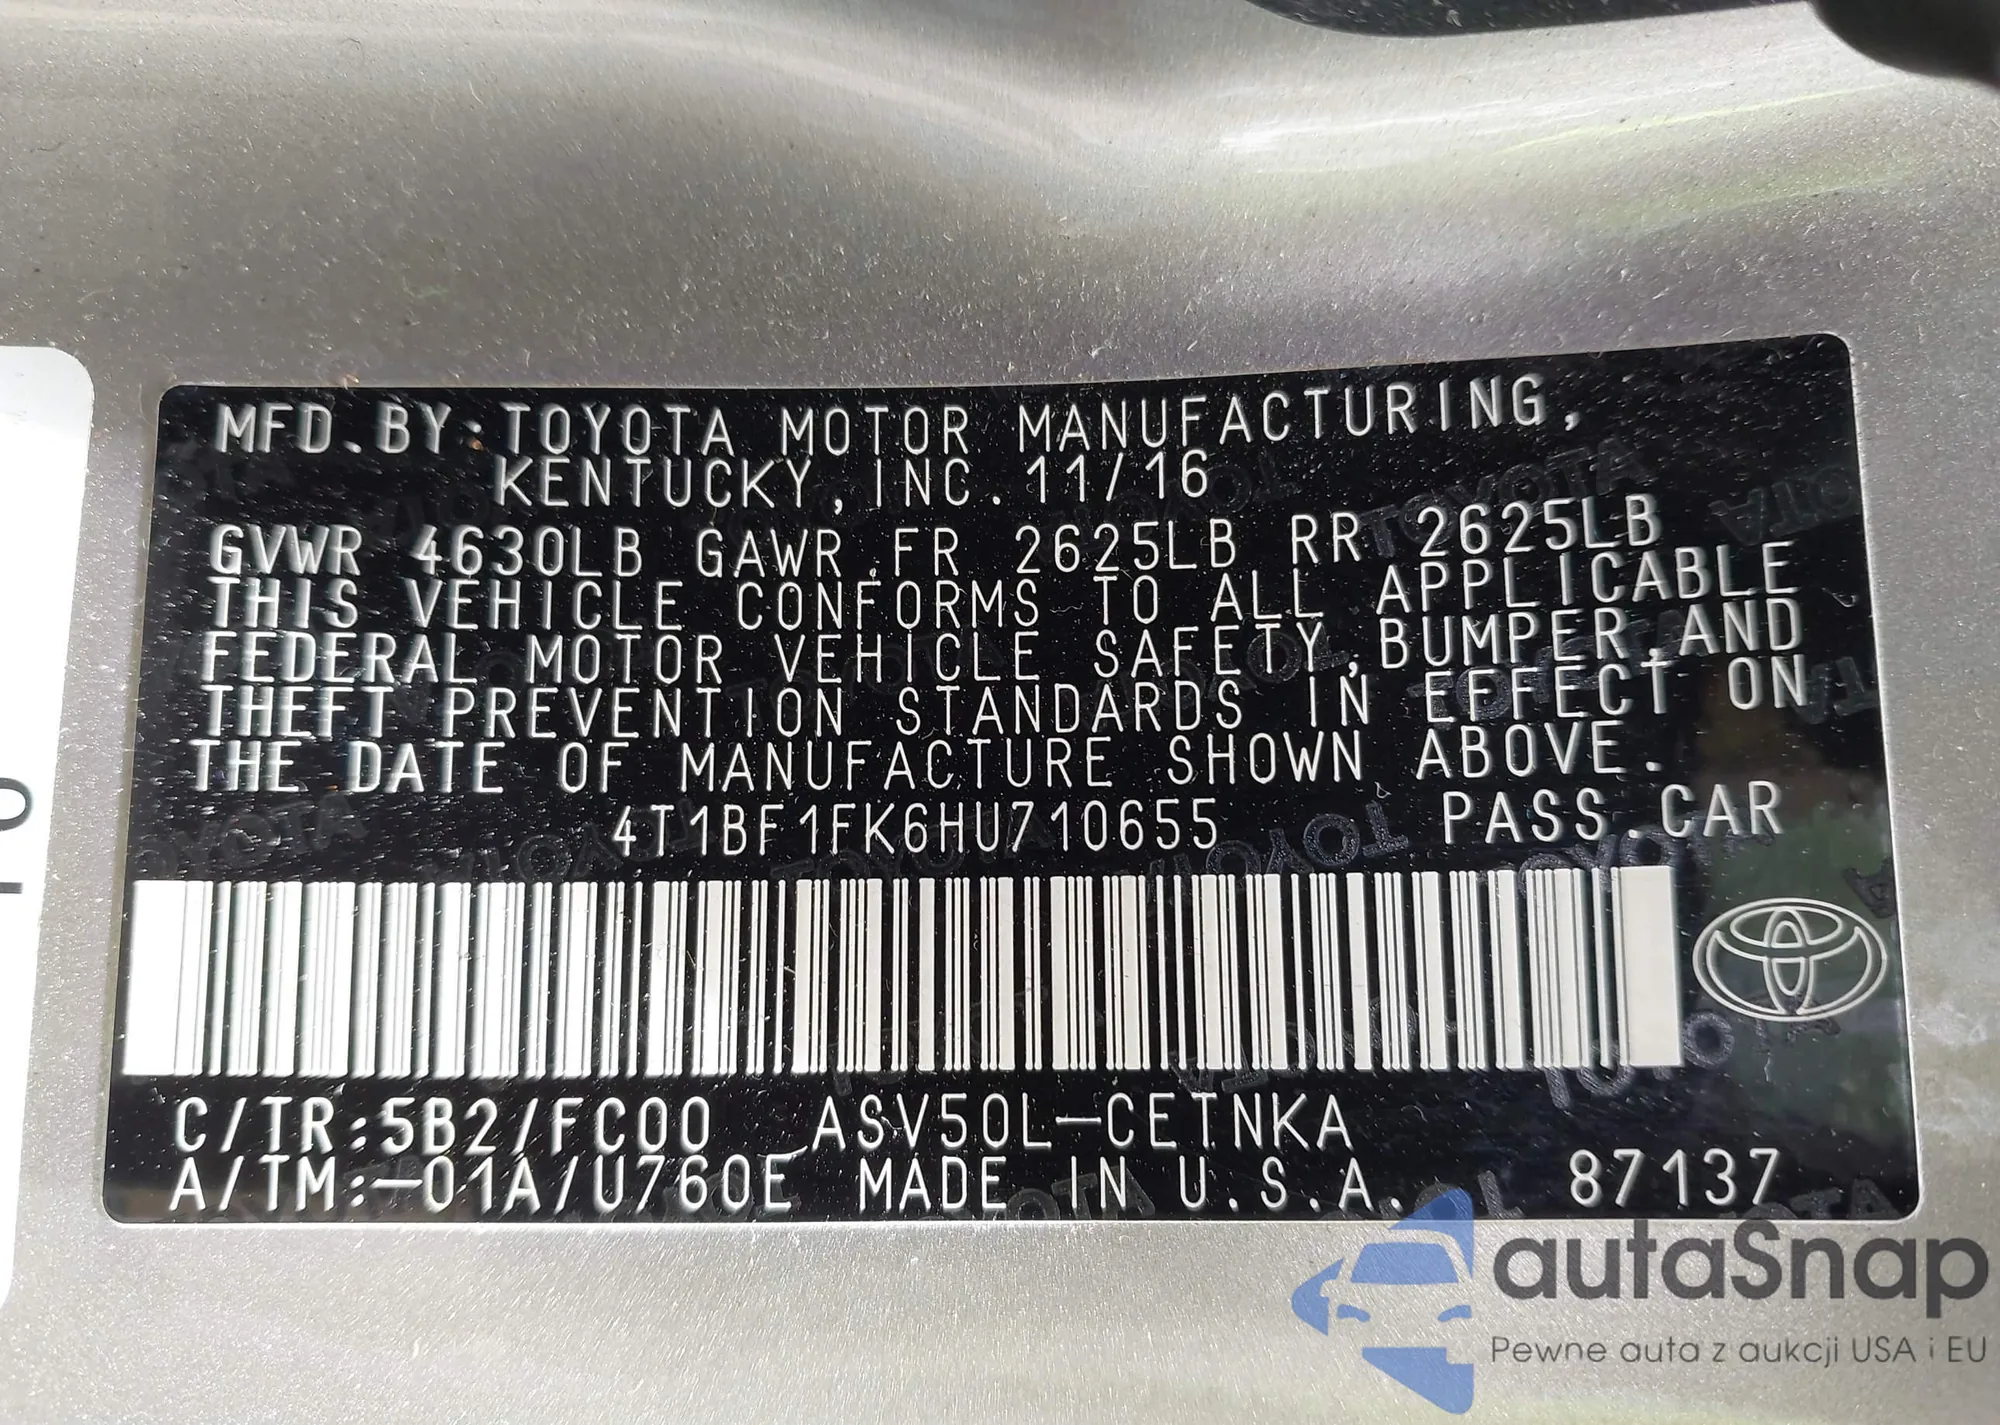 MFD.BY:TOYOTA MOTOR MANUFACTURING,
KENTUCKY,INC.11/16
GVWR 4630LB GAWR,FR 2625LB RR 2625LB
THIS VEHICLE CONFORMS TO ALL APPLICABLE
FEDERAL MOTOR VEHICLE SAFETY,BUMPER,AND
THEFT PREVENTION STANDARDS IN EFFECT ON
THE DATE OF MANUFACTURE SHOWN ABOVE.
4T1BF1FK6HU710655 PASS.CAR
C/TR:5B2/FC00 ASV50L-CETNKA
A/TM:-01A/U760E MADE IN U.S.A. 87137
autaSnap
Pewne auta z aukcji USA i EU